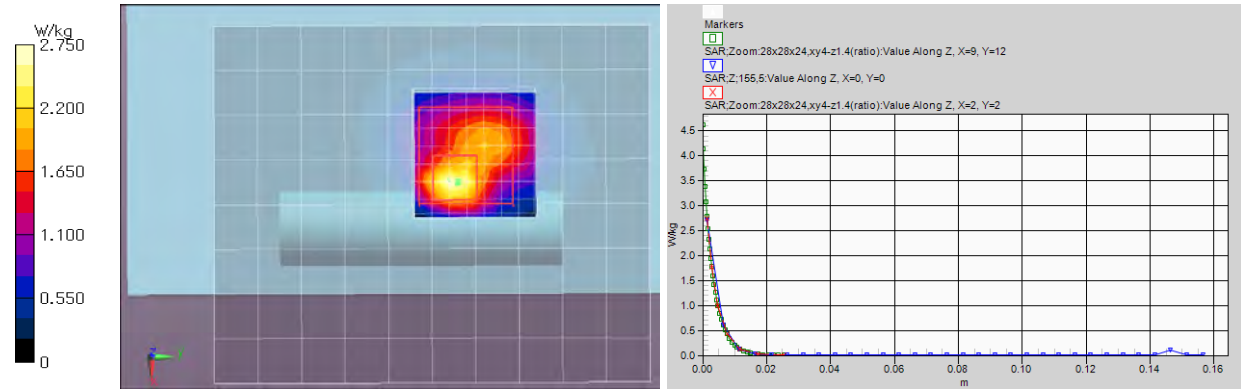 W/kg
2.750
2.200
1.650
1.100
0.550
0
Markers
SAR;Zoom:28x28x24,xy4-z1.4(ratio):Value Along Z, X=9, Y=12
SAR;Z;155,5:Value Along Z, X=0, Y=0
SAR;Zoom:28x28x24,xy4-z1.4(ratio):Value Along Z, X=2, Y=2
W/kg
4.5
4.0
3.5
3.0
2.5
2.0
1.5
1.0
0.5
0.0
0.00 0.02 0.04 0.06 0.08 0.10 0.12 0.14 0.16
m